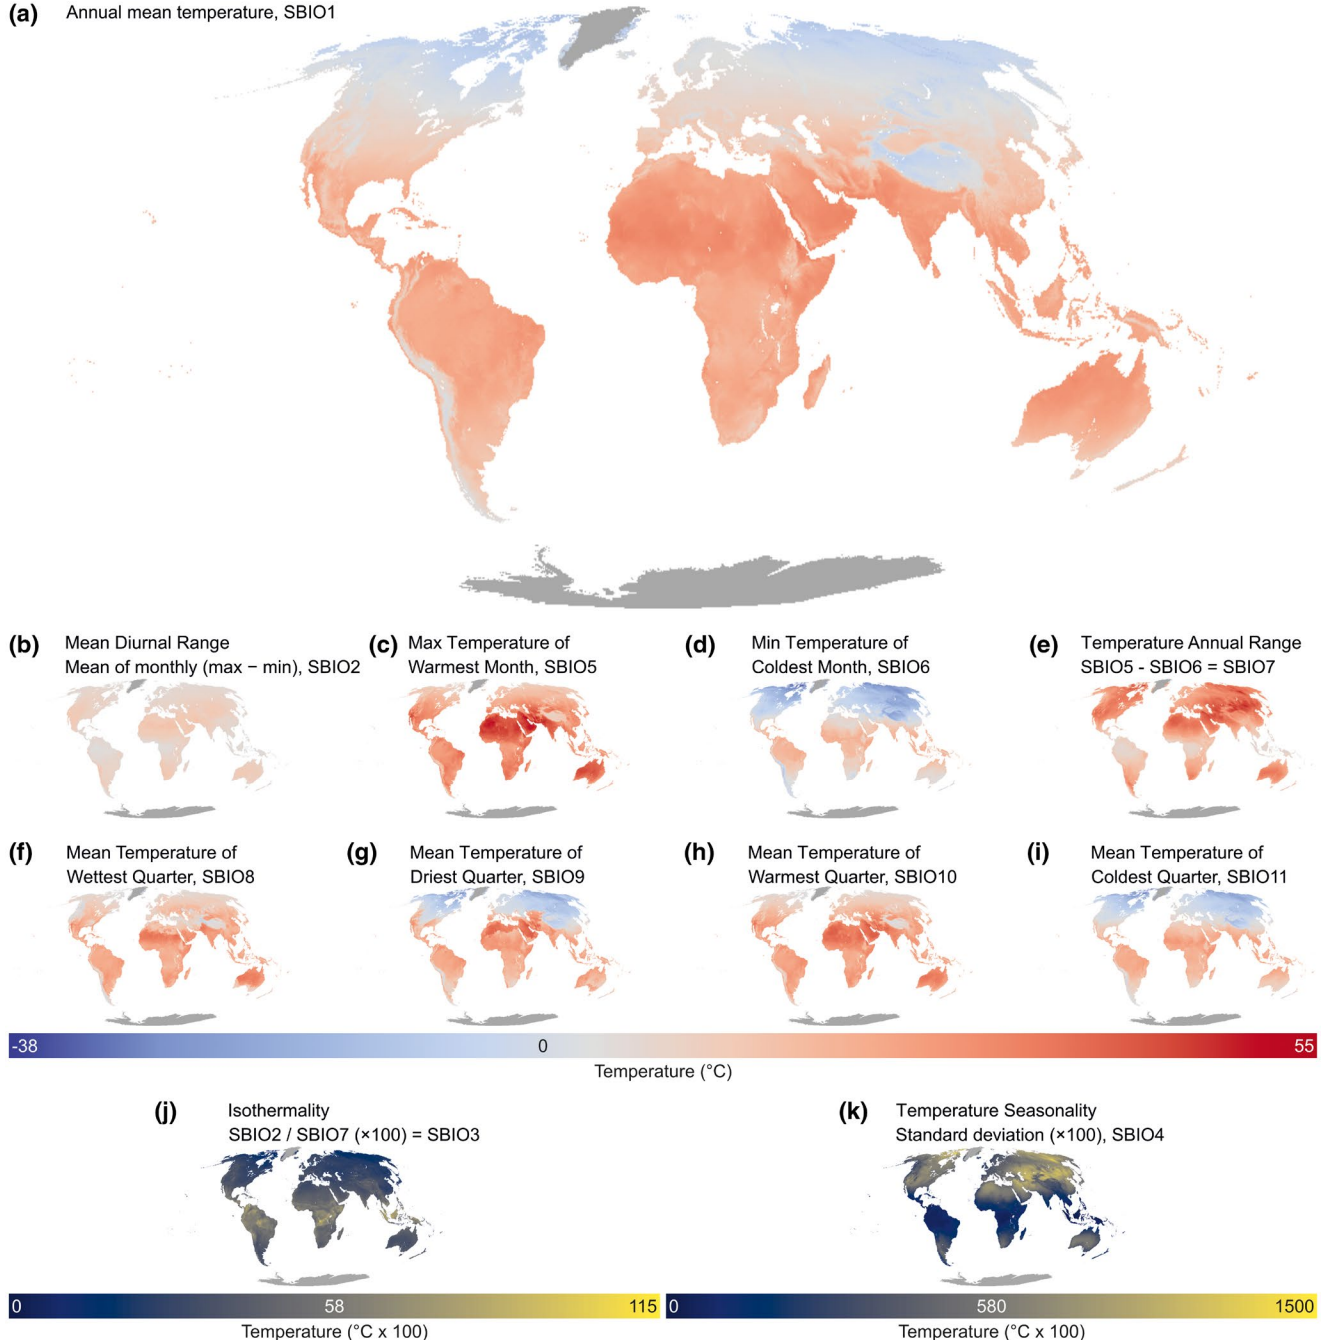 (a) Annual mean temperature, SBIO1
(b) Mean Diurnal Range
Mean of monthly (max − min), SBIO2
(c) Max Temperature of
Warmest Month, SBIO5
(d) Min Temperature of
Coldest Month, SBIO6
(e) Temperature Annual Range
SBIO5 - SBIO6 = SBIO7
(f) Mean Temperature of
Wettest Quarter, SBIO8
(g) Mean Temperature of
Driest Quarter, SBIO9
(h) Mean Temperature of
Warmest Quarter, SBIO10
(i) Mean Temperature of
Coldest Quarter, SBIO11
-38 0 55
Temperature (°C)
(j) Isothermality
SBIO2 / SBIO7 (×100) = SBIO3
(k) Temperature Seasonality
Standard deviation (×100), SBIO4
0 58 115
Temperature (°C x 100)
0 580 1500
Temperature (°C x 100)